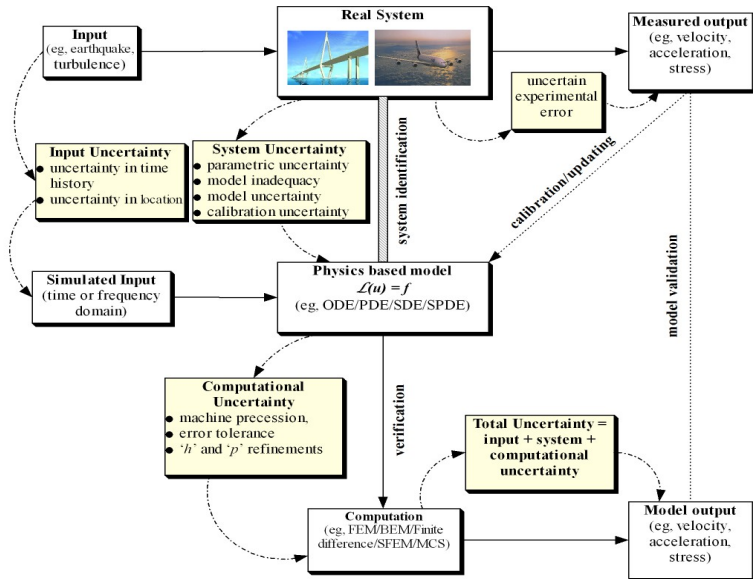 Input
(eg, earthquake,
turbulence)
Real System
Measured output
(eg, velocity,
acceleration,
stress)
uncertain
experimental
error
Input Uncertainty
● uncertainty in time
history
● uncertainty in location
System Uncertainty
● parametric uncertainty
● model inadequacy
● model uncertainty
● calibration uncertainty
system identification
calibration/updating
model validation
Simulated Input
(time or frequency
domain)
Physics based model
L(u) = f
(eg, ODE/PDE/SDE/SPDE)
Computational
Uncertainty
● machine precession,
● error tolerance
● ‘h’ and ‘p’ refinements
verification
Total Uncertainty =
input + system +
computational
uncertainty
Computation
(eg, FEM/BEM/Finite
difference/SFEM/MCS)
Model output
(eg, velocity,
acceleration,
stress)